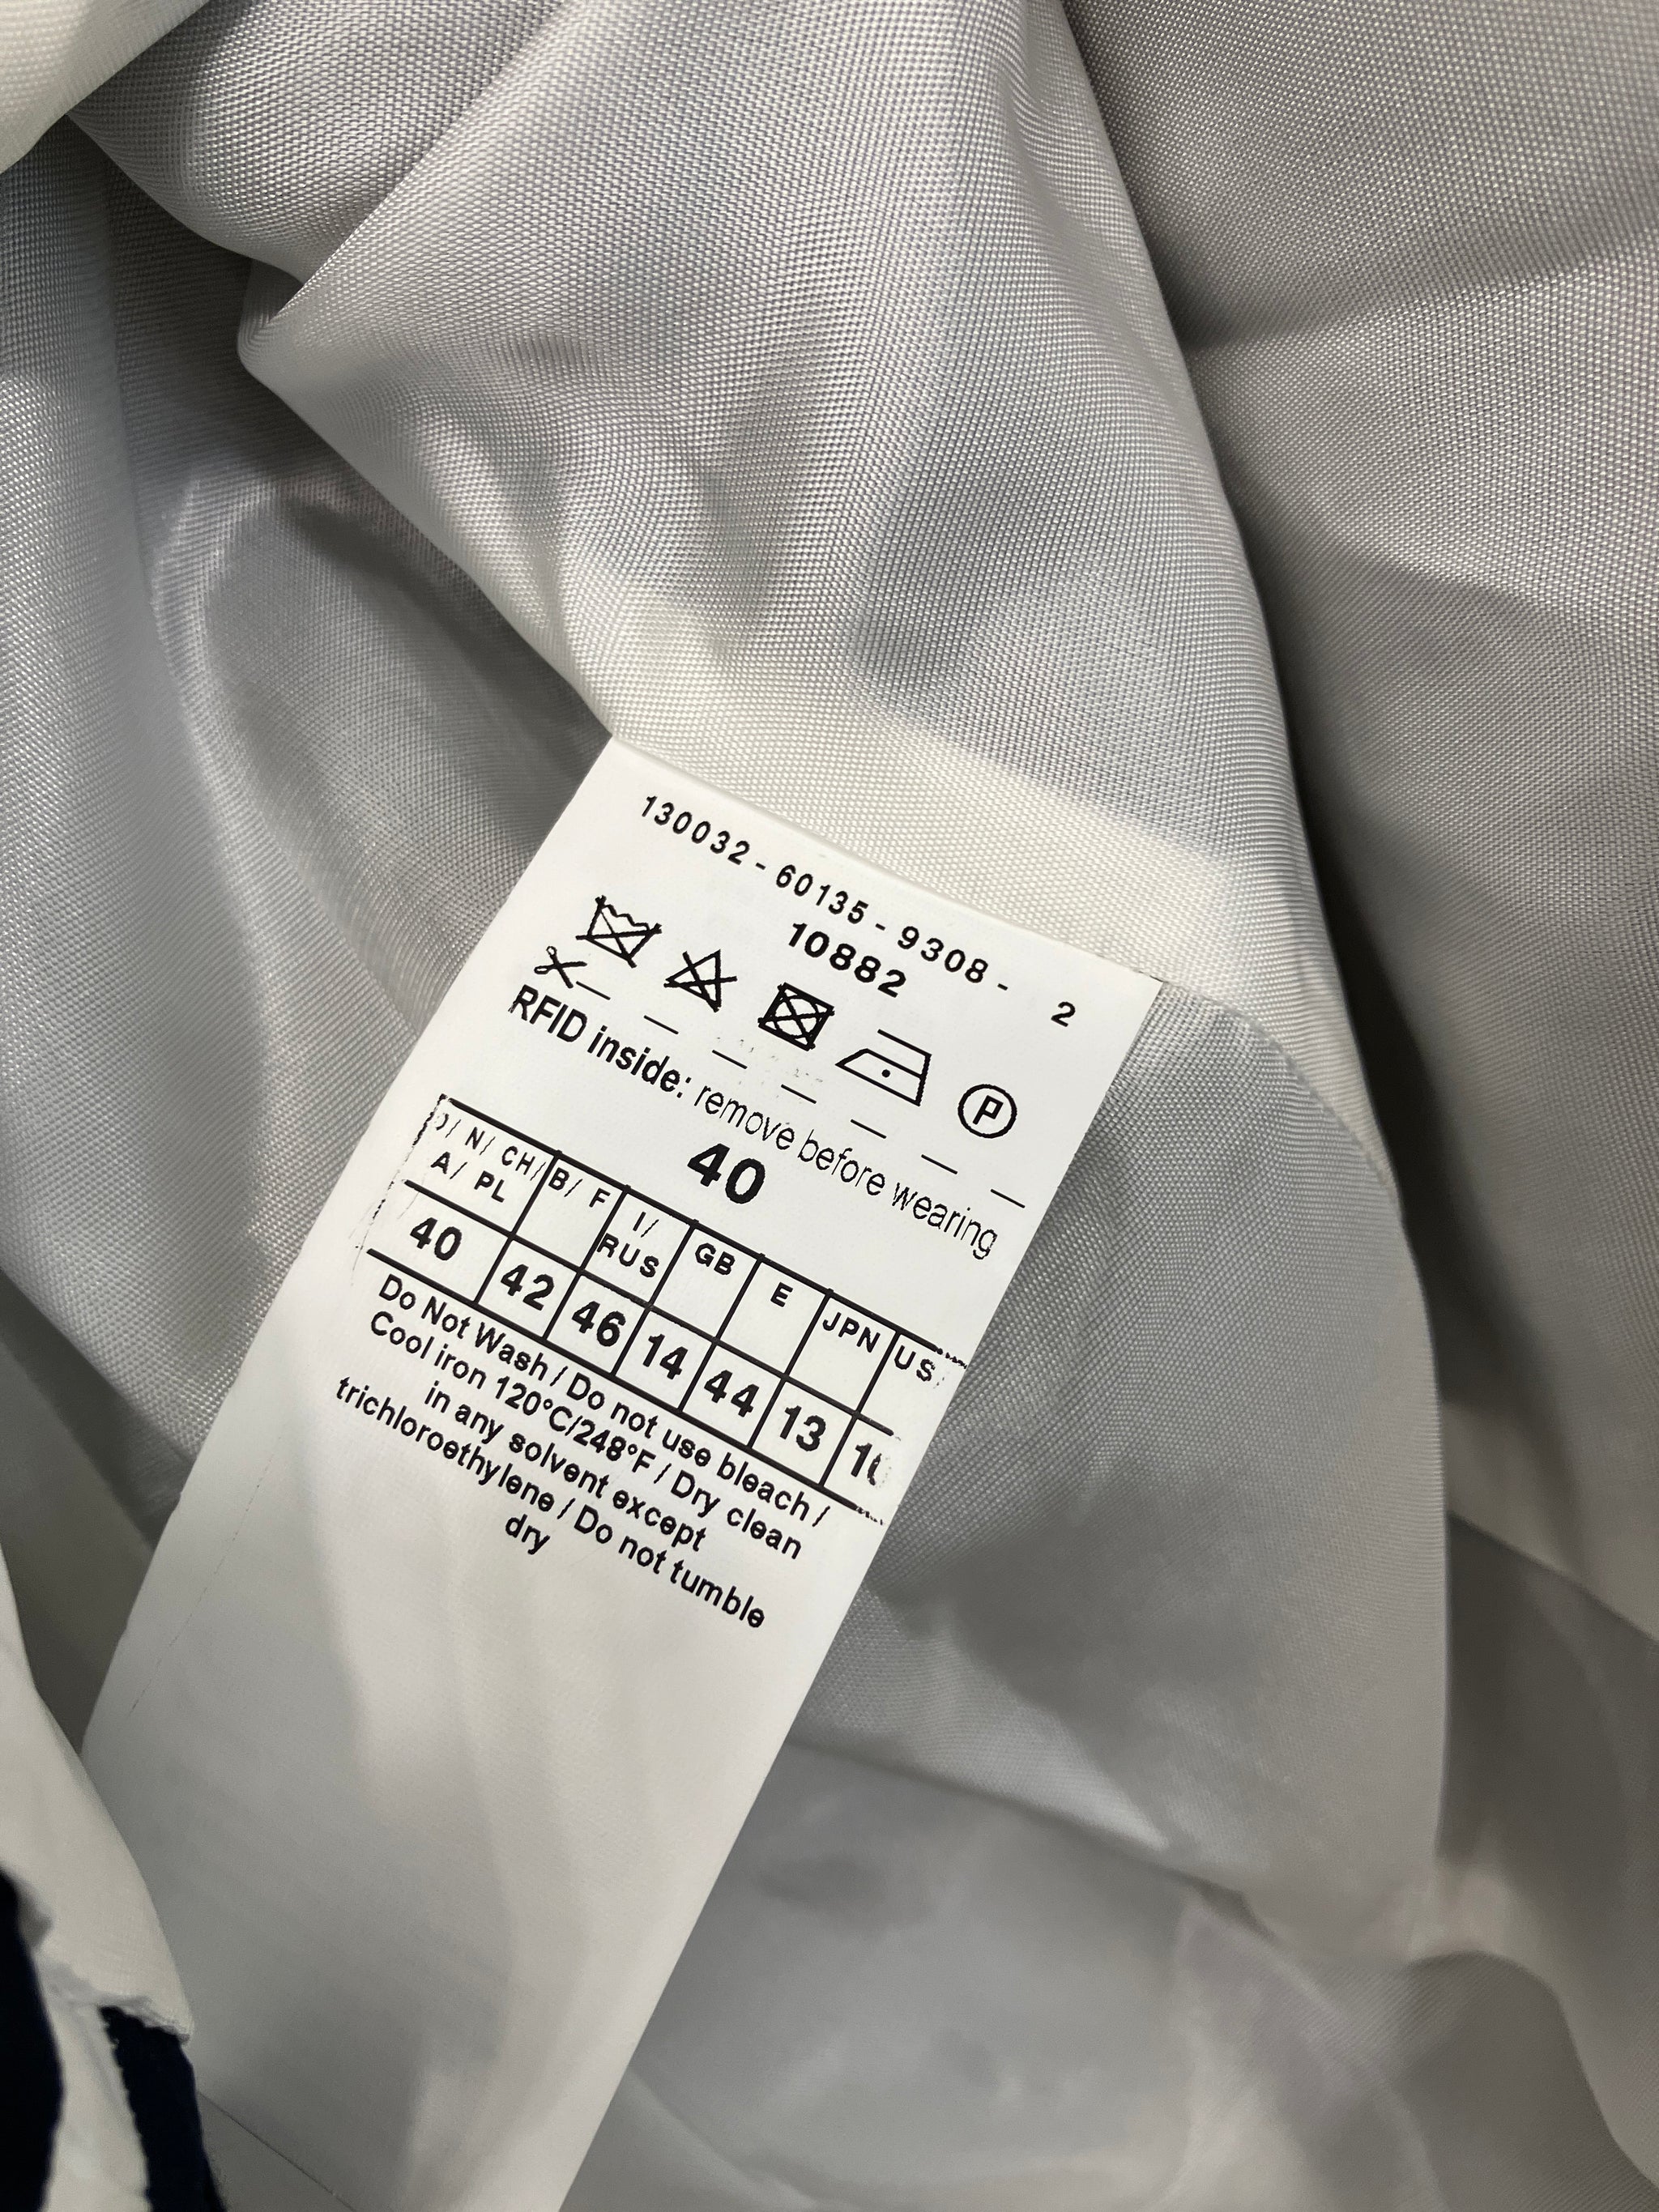 130032-60135-9308- 2
10882
RFID inside: remove before wearing
40
N/ CH/ B/ F I/ GB E JPN US
A/ PL RUS
40 42 46 14 44 13
Do Not Wash / Do not use bleach /
Cool iron 120°C/248°F / Dry clean
in any solvent except
trichloroethylene / Do not tumble
dry